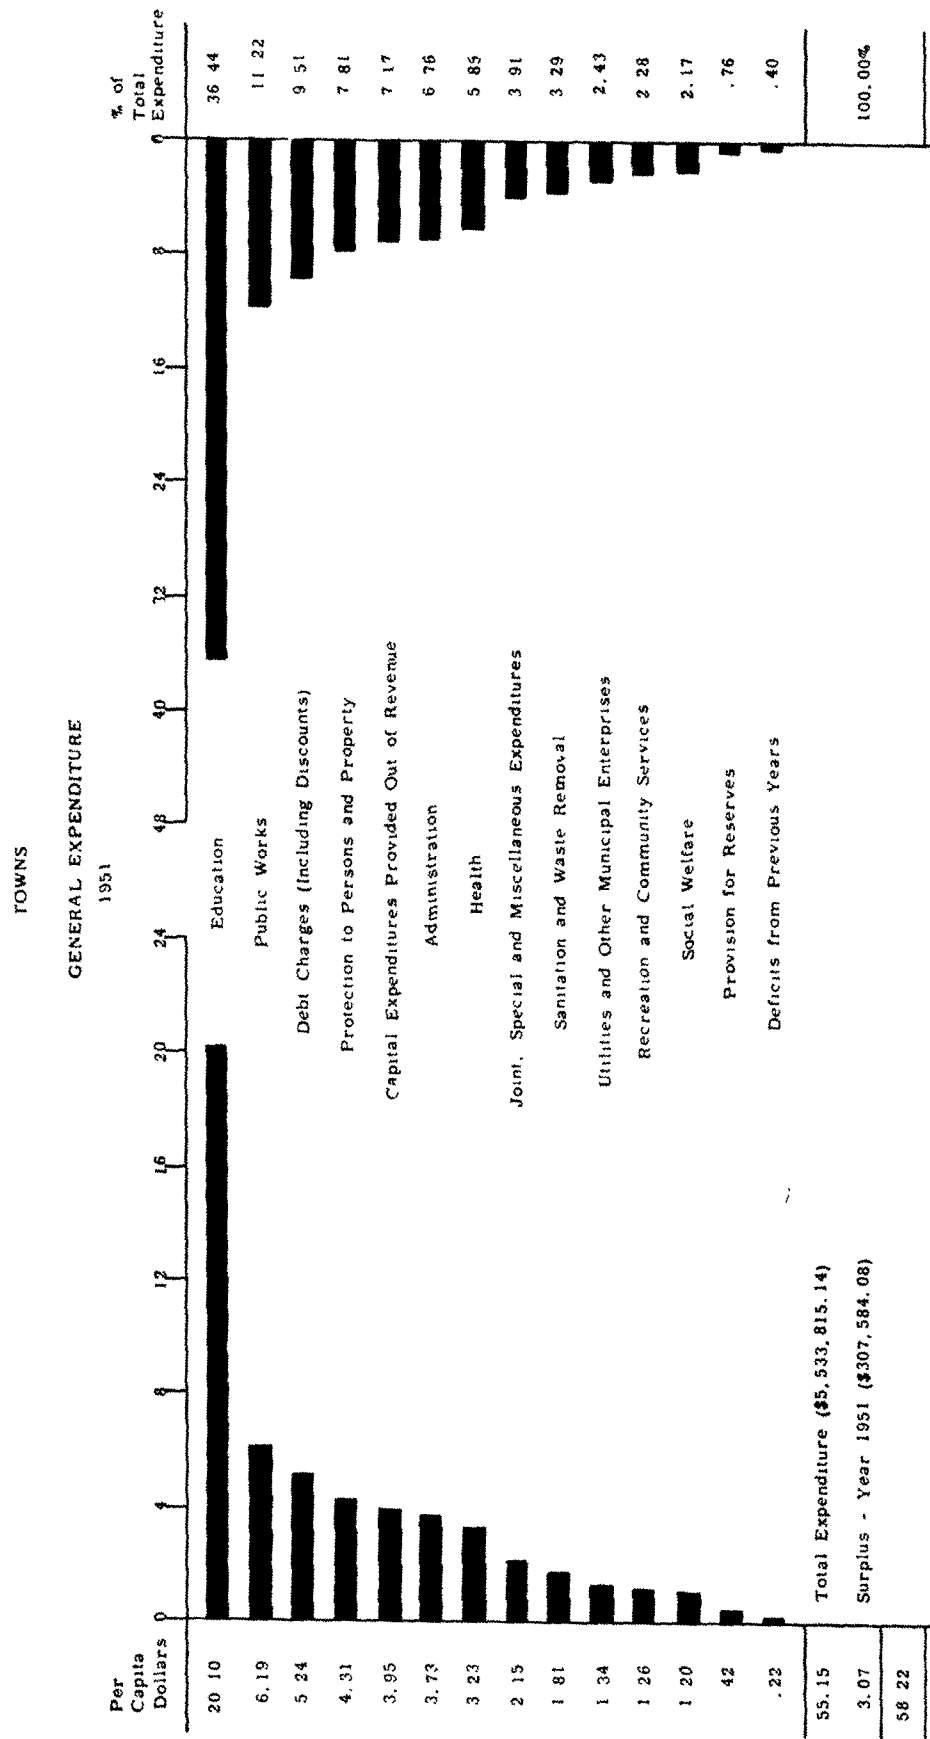 TOWNS
GENERAL EXPENDITURE
1951
Per Capita Dollars
% of Total Expenditure
0 4 8 12 16 20 24
48 40 32 24 16 8 0
20 10 Education 36 44
6.19 Public Works 11 22
5 24 Debt Charges (Including Discounts) 9 51
4.31 Protection to Persons and Property 7 81
3.95 Capital Expenditures Provided Out of Revenue 7 17
3.73 Administration 6 76
3 23 Health 5 85
2 15 Joint, Special and Miscellaneous Expenditures 3 91
1 81 Sanitation and Waste Removal 3 29
1 34 Utilities and Other Municipal Enterprises 2.43
1 26 Recreation and Community Services 2 28
1 20 Social Welfare 2.17
42 Provision for Reserves .76
.22 Deficits from Previous Years .40
55.15 Total Expenditure ($5,533,815.14)
3.07 Surplus - Year 1951 ($307,584.08) 100.00%
58 22